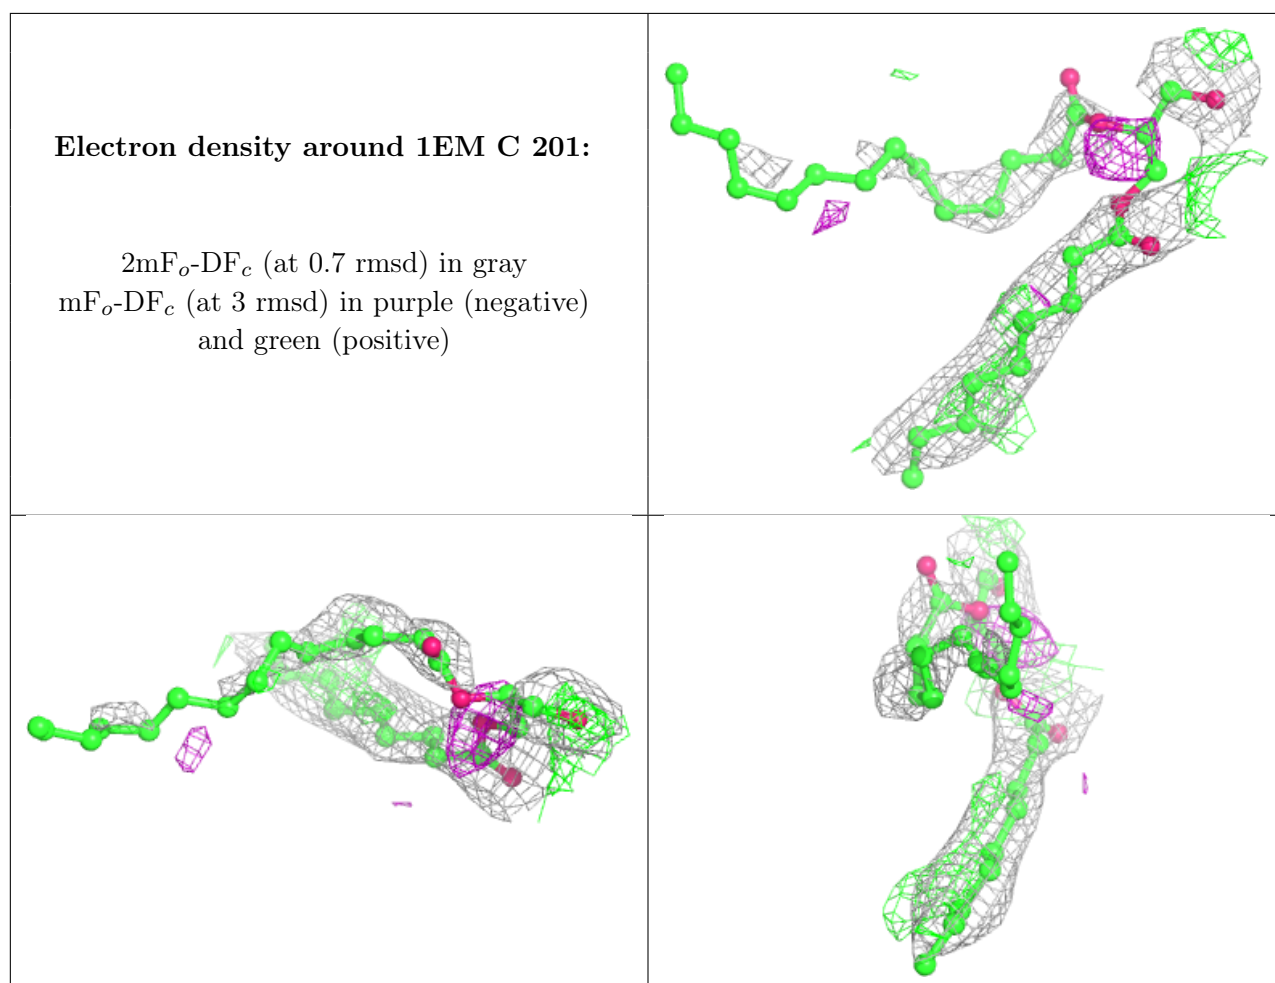 Electron density around 1EM C 201:
2mFₒ-DF𝒸 (at 0.7 rmsd) in gray
mFₒ-DF𝒸 (at 3 rmsd) in purple (negative)
and green (positive)